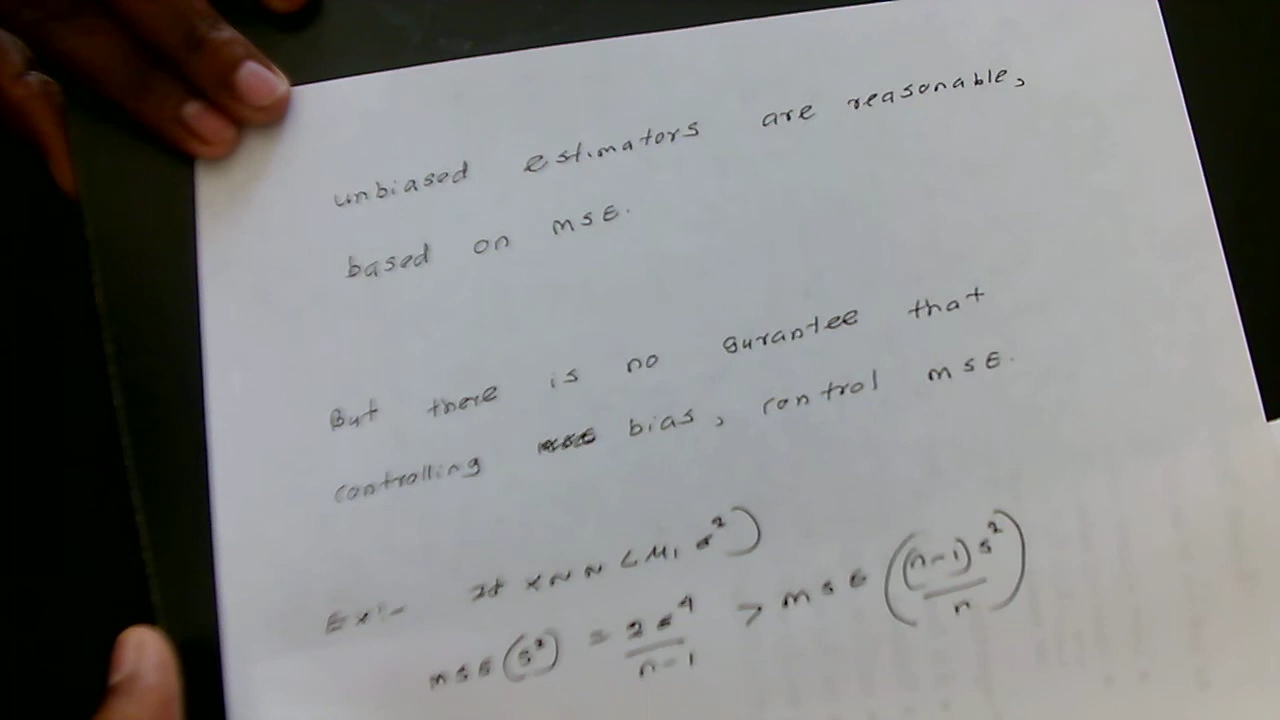 unbiased estimators are reasonable,
based on MSE.
But there is no gurantee that
controlling bias, control MSE.
Ex:- If X ~ N (μ, σ²)
MSE (s²) = 2σ⁴/(n-1) > MSE ((n-1)s²/n)